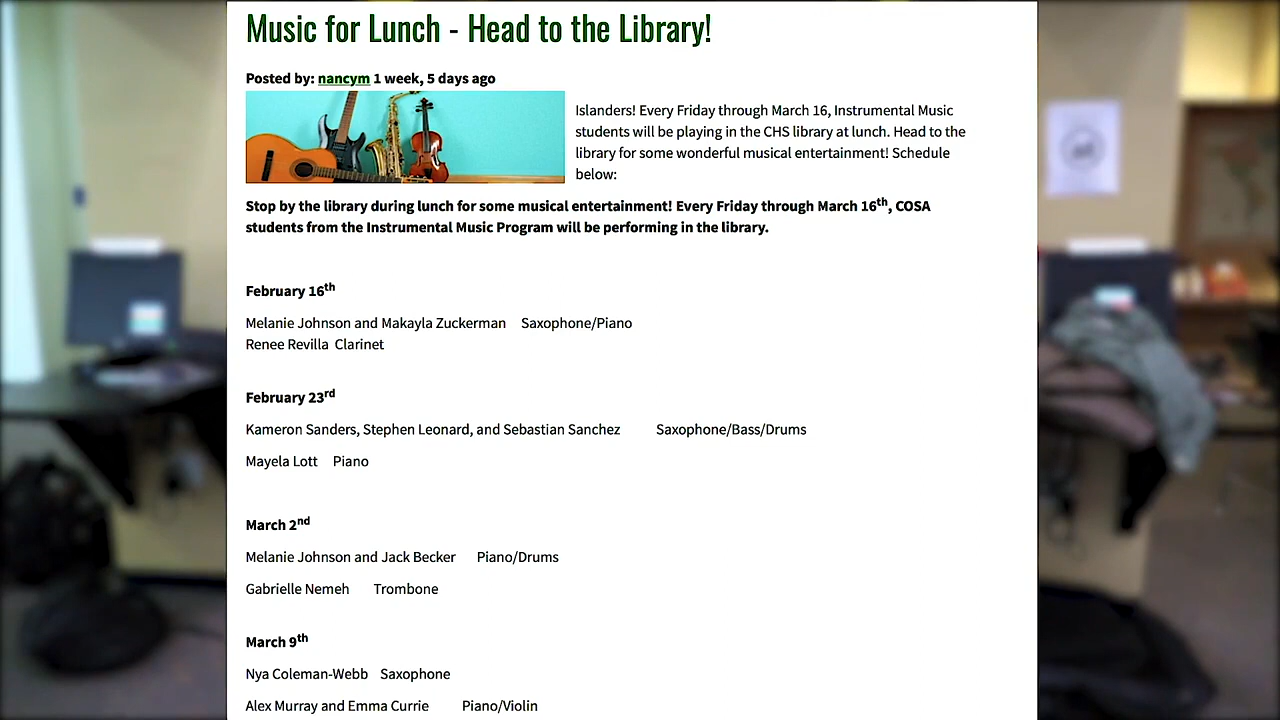 Music for Lunch - Head to the Library!
Posted by: nancym 1 week, 5 days ago
Islanders! Every Friday through March 16, Instrumental Music
students will be playing in the CHS library at lunch. Head to the
library for some wonderful musical entertainment! Schedule
below:
Stop by the library during lunch for some musical entertainment! Every Friday through March 16th, COSA
students from the Instrumental Music Program will be performing in the library.
February 16th
Melanie Johnson and Makayla Zuckerman Saxophone/Piano
Renee Revilla Clarinet
February 23rd
Kameron Sanders, Stephen Leonard, and Sebastian Sanchez Saxophone/Bass/Drums
Mayela Lott Piano
March 2nd
Melanie Johnson and Jack Becker Piano/Drums
Gabrielle Nemeh Trombone
March 9th
Nya Coleman-Webb Saxophone
Alex Murray and Emma Currie Piano/Violin